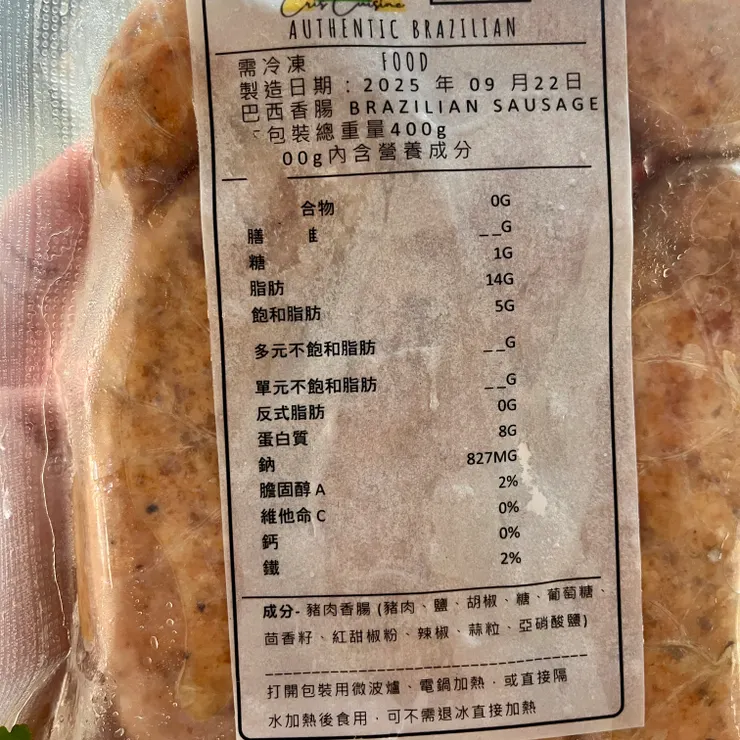 Cris Cuisine
AUTHENTIC BRAZILIAN
FOOD
需冷凍
製造日期：2025 年 09 月22日
巴西香腸 BRAZILIAN SAUSAGE
包裝總重量400g
00g內含營養成分
合物 0G
膳 _ _G
糖 1G
脂肪 14G
飽和脂肪 5G
多元不飽和脂肪 _ _G
單元不飽和脂肪 _ _G
反式脂肪 0G
蛋白質 8G
鈉 827MG
膽固醇 A 2%
維他命 C 0%
鈣 0%
鐵 2%
成分- 豬肉香腸 (豬肉、鹽、胡椒、糖、葡萄糖、
茴香籽、紅甜椒粉、辣椒、蒜粒、亞硝酸鹽)
打開包裝用微波爐、電鍋加熱，或直接隔
水加熱後食用，可不需退冰直接加熱